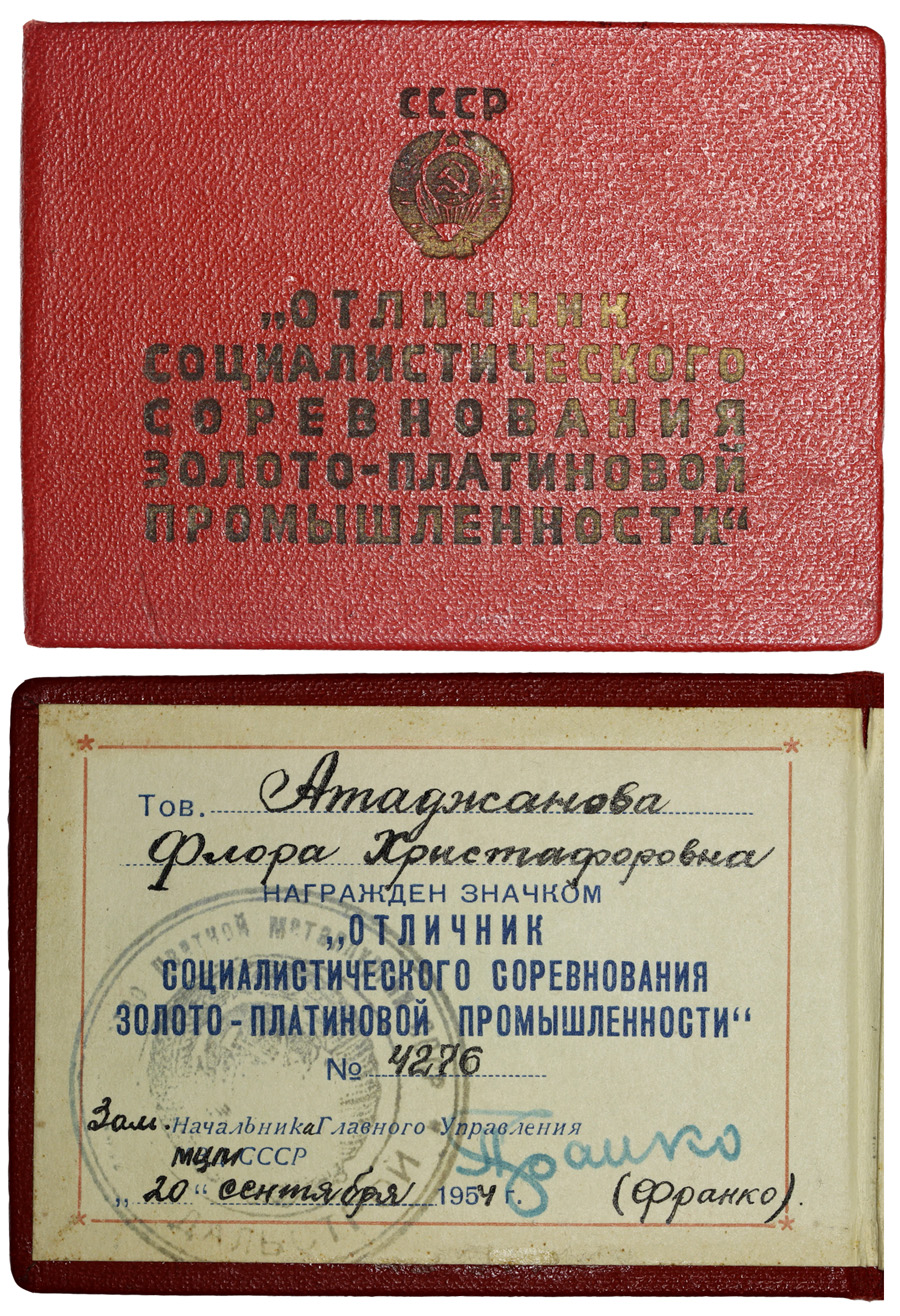 СССР
„ОТЛИЧНИК
СОЦИАЛИСТИЧЕСКОГО
СОРЕВНОВАНИЯ
ЗОЛОТО-ПЛАТИНОВОЙ
ПРОМЫШЛЕННОСТИ“
Тов. Атаджанова
Флора Христафоровна
НАГРАЖДЕН ЗНАЧКОМ
„ОТЛИЧНИК
СОЦИАЛИСТИЧЕСКОГО СОРЕВНОВАНИЯ
ЗОЛОТО-ПЛАТИНОВОЙ ПРОМЫШЛЕННОСТИ“
№ 4276
Зам. Начальника Главного Управления
МЦМ СССР
„20“ сентября 1954 г. (Франко).